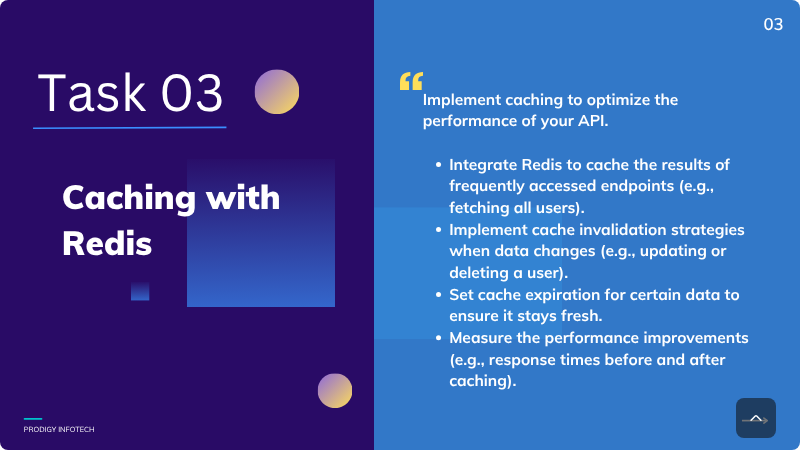 03
Task 03
Caching with
Redis
PRODIGY INFOTECH
“
Implement caching to optimize the
performance of your API.
• Integrate Redis to cache the results of
frequently accessed endpoints (e.g.,
fetching all users).
• Implement cache invalidation strategies
when data changes (e.g., updating or
deleting a user).
• Set cache expiration for certain data to
ensure it stays fresh.
• Measure the performance improvements
(e.g., response times before and after
caching).